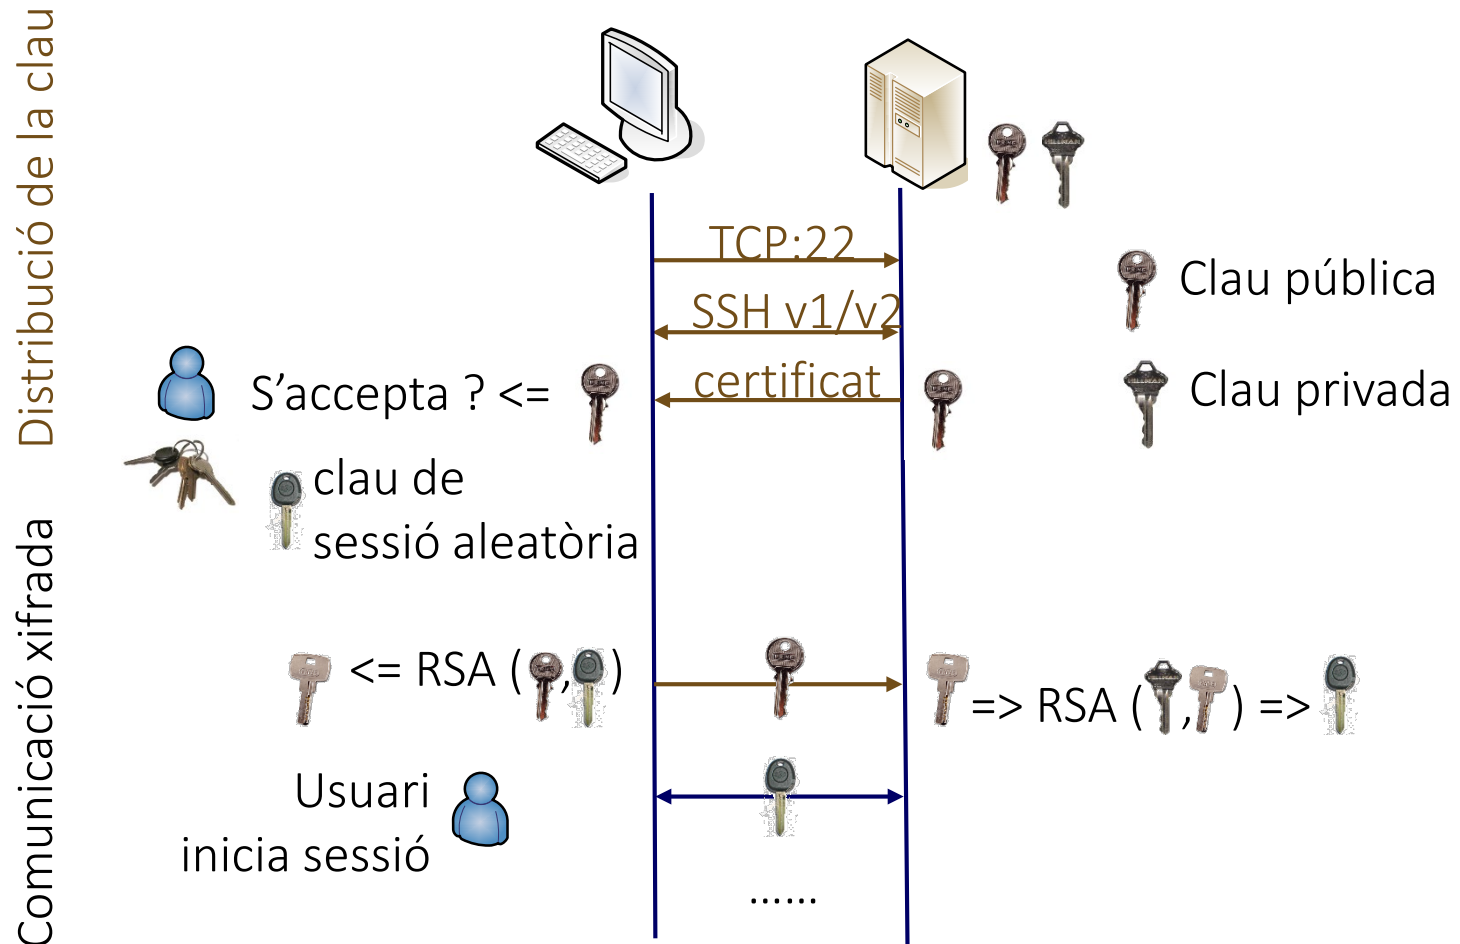 Distribució de la clau
TCP:22
SSH v1/v2
certificat
Clau pública
Clau privada
S’accepta ? <=
clau de
sessió aleatòria
Comunicació xifrada
<= RSA ( , )
=> RSA ( , ) =>
Usuari
inicia sessió
......